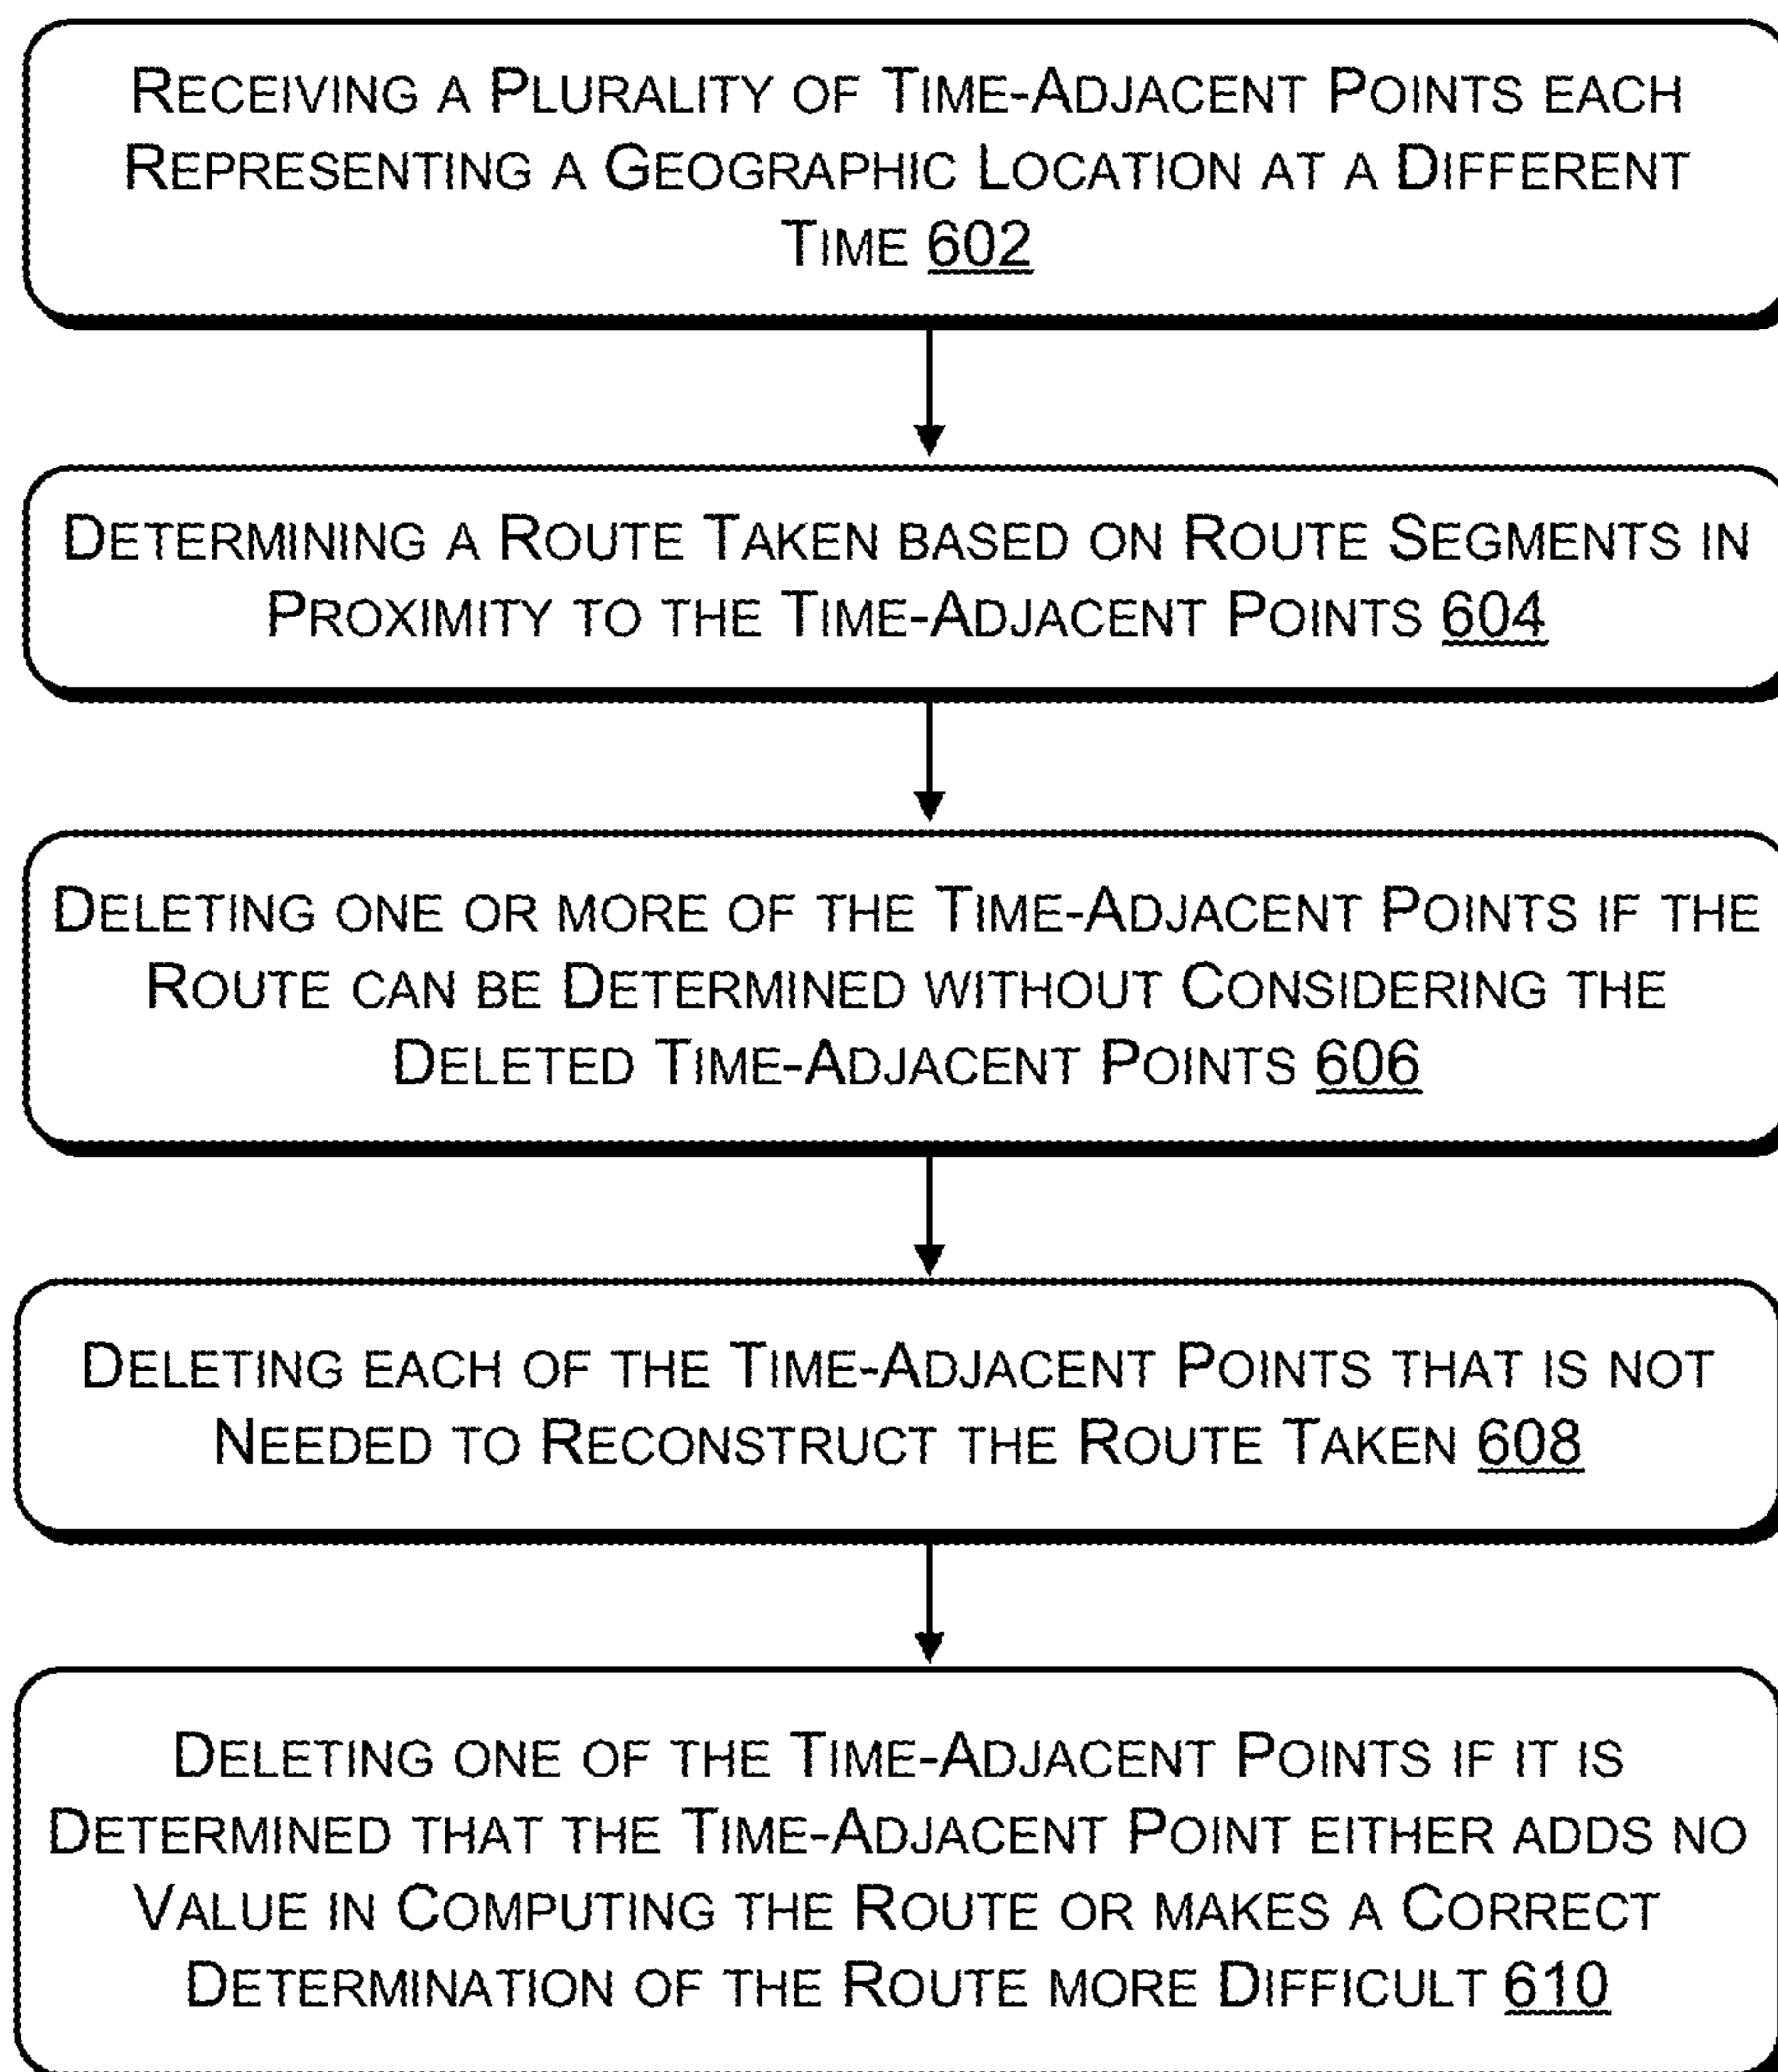 RECEIVING A PLURALITY OF TIME-ADJACENT POINTS EACH
REPRESENTING A GEOGRAPHIC LOCATION AT A DIFFERENT
TIME 602
DETERMINING A ROUTE TAKEN BASED ON ROUTE SEGMENTS IN
PROXIMITY TO THE TIME-ADJACENT POINTS 604
DELETING ONE OR MORE OF THE TIME-ADJACENT POINTS IF THE
ROUTE CAN BE DETERMINED WITHOUT CONSIDERING THE
DELETED TIME-ADJACENT POINTS 606
DELETING EACH OF THE TIME-ADJACENT POINTS THAT IS NOT
NEEDED TO RECONSTRUCT THE ROUTE TAKEN 608
DELETING ONE OF THE TIME-ADJACENT POINTS IF IT IS
DETERMINED THAT THE TIME-ADJACENT POINT EITHER ADDS NO
VALUE IN COMPUTING THE ROUTE OR MAKES A CORRECT
DETERMINATION OF THE ROUTE MORE DIFFICULT 610